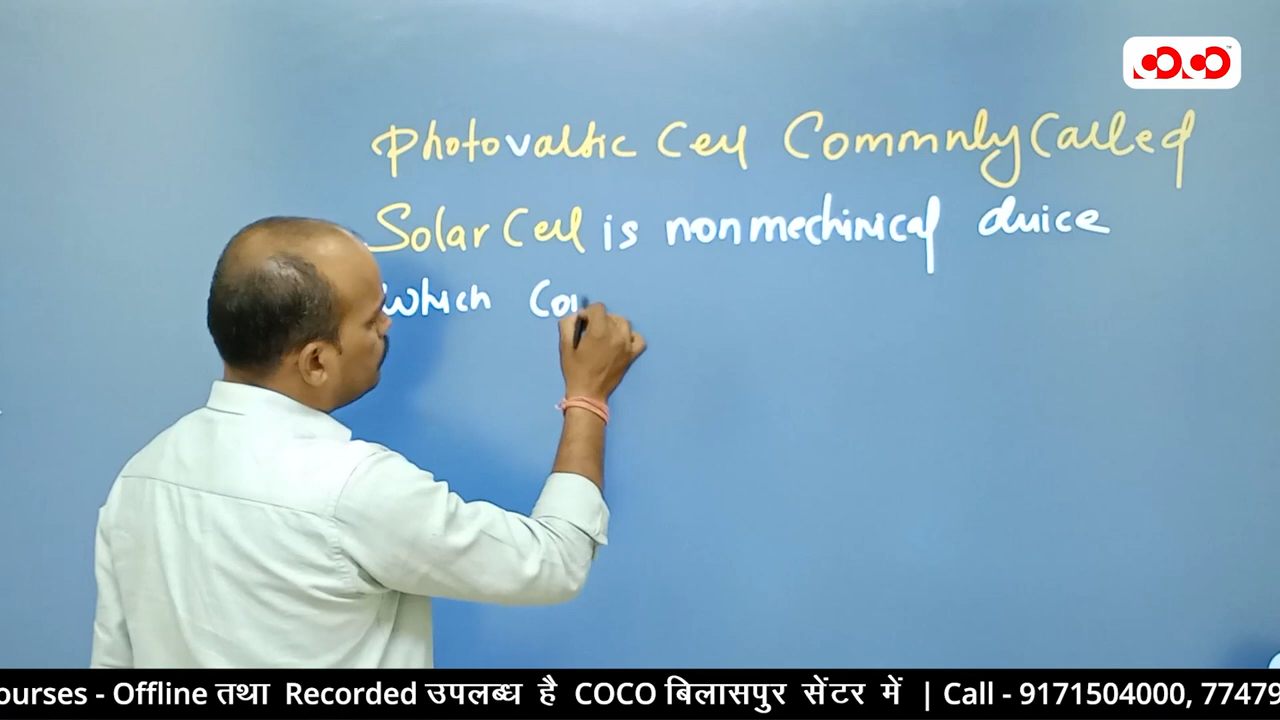 COCO
Photovaltic Cell Commnly Called
Solar Cell is nonmechinical duice
which Co
ourses - Offline तथा Recorded उपलब्ध है COCO बिलासपुर सेंटर में | Call - 9171504000, 77479